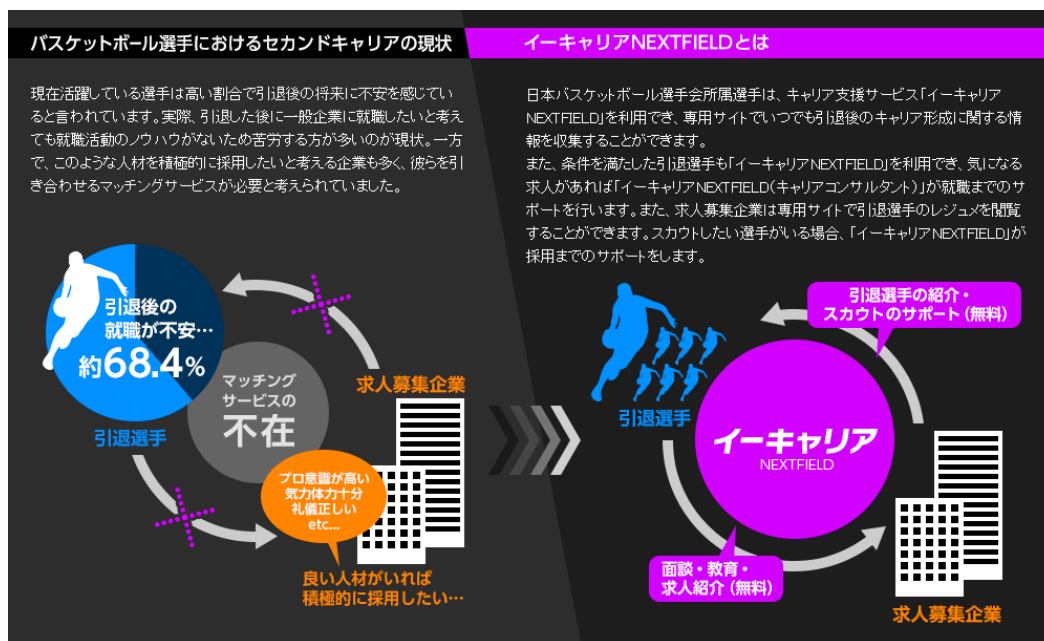 バスケットボール選手におけるセカンドキャリアの現状
現在活躍している選手は高い割合で引退後の将来に不安を感じてい
ると言われています。実際、引退した後に一般企業に就職したいと考え
ても就職活動のノウハウがないため苦労する方が多いのが現状。一方
で、このような人材を積極的に採用したいと考える企業も多く、彼らを引
き合わせるマッチングサービスが必要と考えられていました。
引退後の
就職が不安…
約68.4%
引退選手
マッチング
サービスの
不在
求人募集企業
プロ意識が高い
気力体力十分
礼儀正しい
etc...
良い人材がいれば
積極的に採用したい…
イーキャリアNEXTFIELDとは
日本バスケットボール選手会所属選手は、キャリア支援サービス「イーキャリア
NEXTFIELD」を利用でき、専用サイトでいつでも引退後のキャリア形成に関する情
報を収集することができます。
また、条件を満たした引退選手も「イーキャリアNEXTFIELD」を利用でき、気になる
求人があれば「イーキャリアNEXTFIELD(キャリアコンサルタント)」が就職までのサ
ポートを行います。また、求人募集企業は専用サイトで引退選手のレジュメを閲覧
することができます。スカウトしたい選手がいる場合、「イーキャリアNEXTFIELD」が
採用までのサポートをします。
引退選手の紹介・
スカウトのサポート（無料）
引退選手
イーキャリア
NEXTFIELD
面談・教育・
求人紹介（無料）
求人募集企業